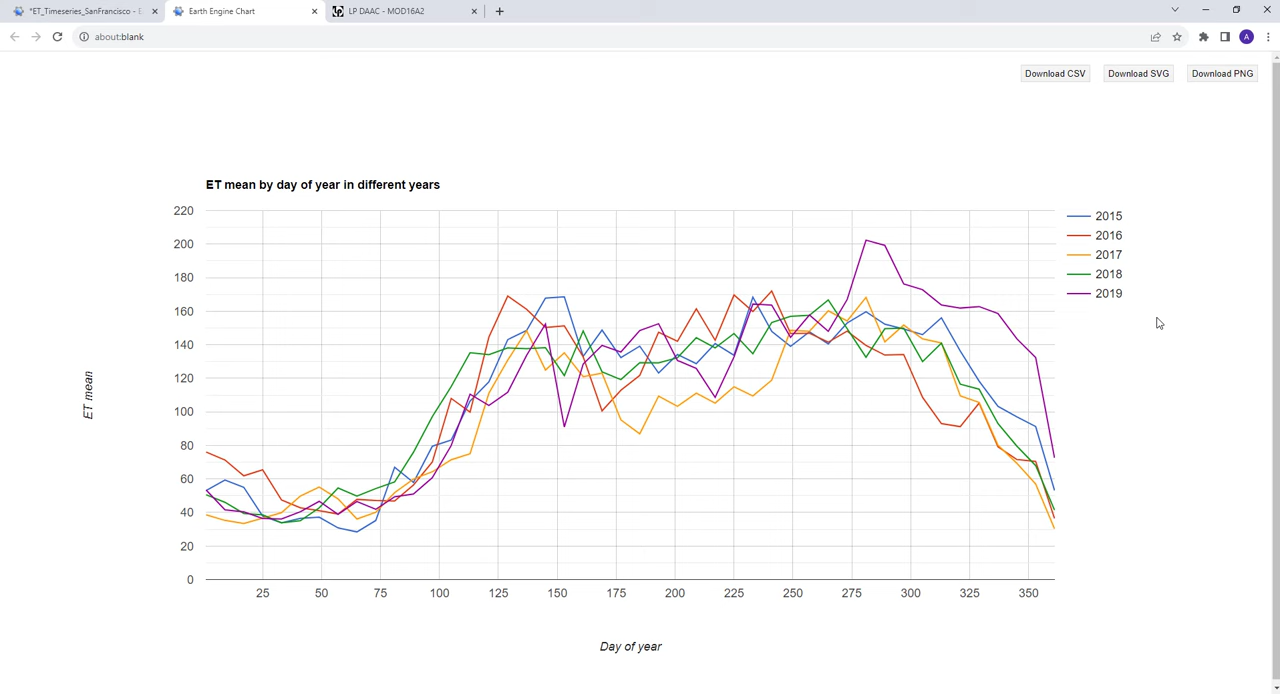 *ET_Timeseries_SanFrancisco - E
Earth Engine Chart
LP DAAC - MOD16A2
about:blank
A
Download CSV
Download SVG
Download PNG
ET mean by day of year in different years
220
200
180
160
140
120
100
80
60
40
20
0
ET mean
25 50 75 100 125 150 175 200 225 250 275 300 325 350
Day of year
2015
2016
2017
2018
2019